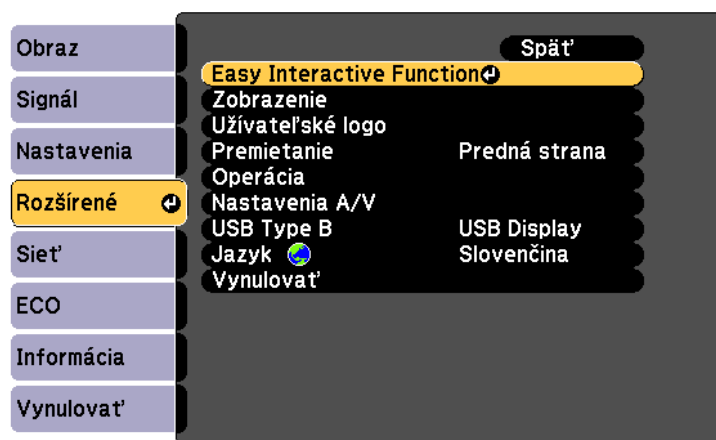 Obraz
Signál
Nastavenia
Rozšírené
Sieť
ECO
Informácia
Vynulovať
Späť
Easy Interactive Function
Zobrazenie
Užívateľské logo
Premietanie Predná strana
Operácia
Nastavenia A/V
USB Type B USB Display
Jazyk Slovenčina
Vynulovať